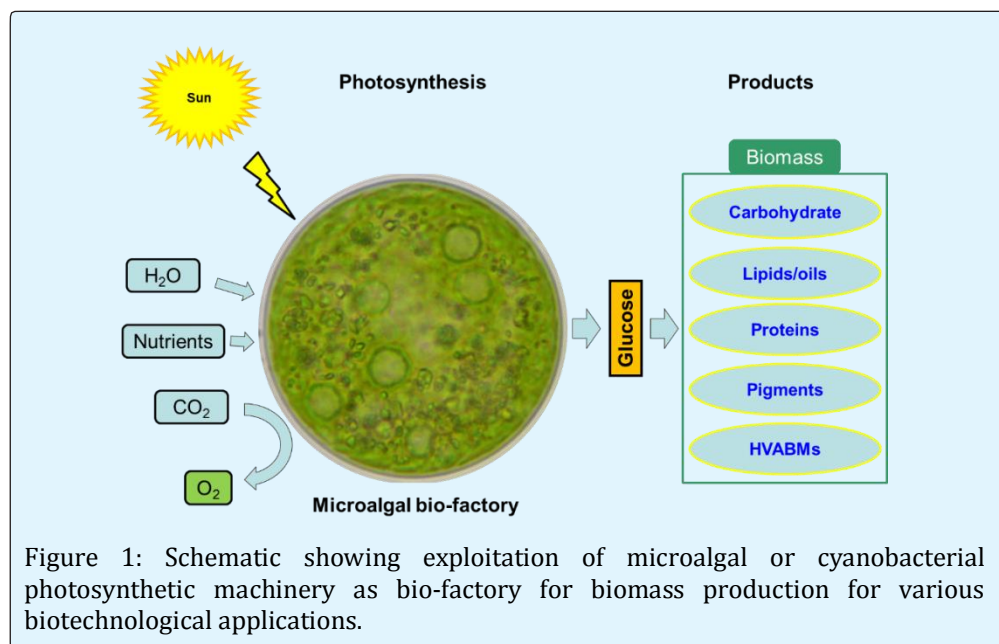 Photosynthesis
Products
Sun
Biomass
Carbohydrate
Lipids/oils
Proteins
Pigments
HVABMs
H₂O
Nutrients
CO₂
O₂
Glucose
Microalgal bio-factory
Figure 1: Schematic showing exploitation of microalgal or cyanobacterial
photosynthetic machinery as bio-factory for biomass production for various
biotechnological applications.